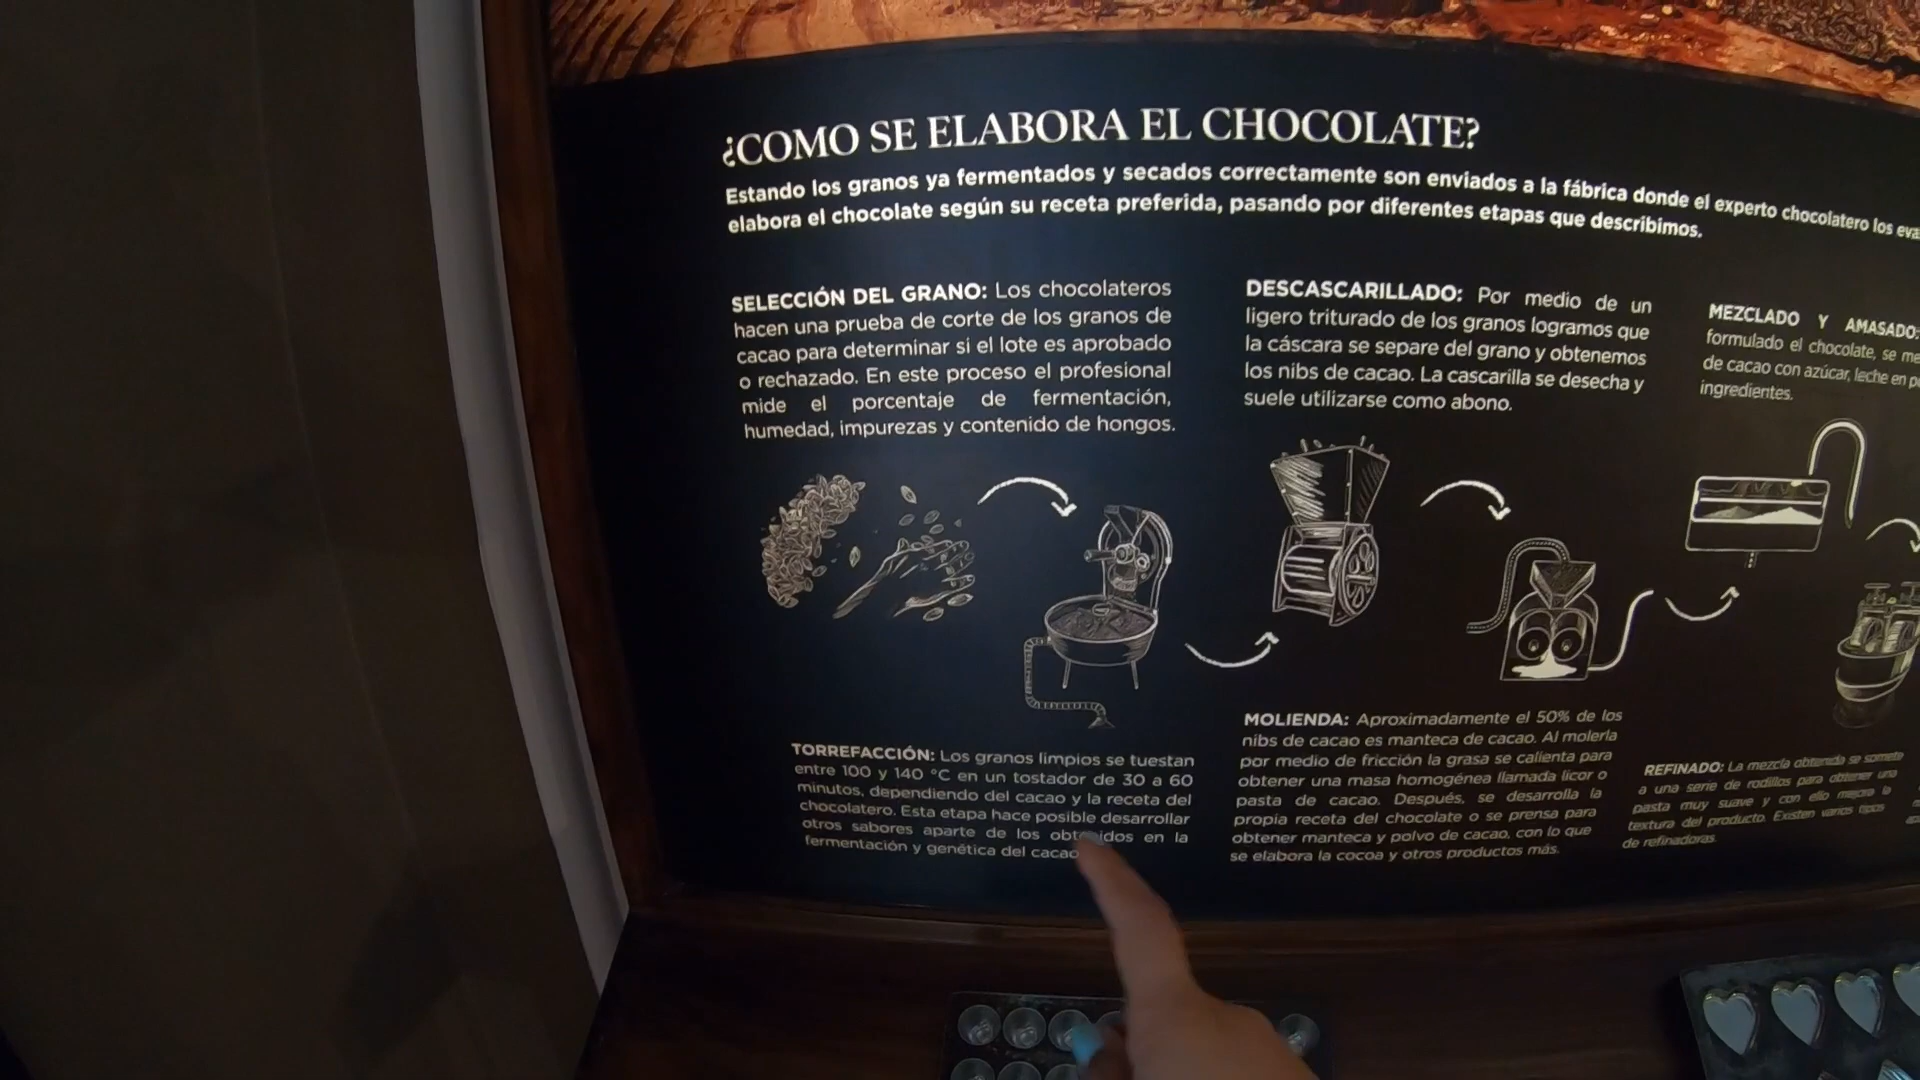 ¿COMO SE ELABORA EL CHOCOLATE?
Estando los granos ya fermentados y secados correctamente son enviados a la fábrica donde el experto chocolatero los
elabora el chocolate según su receta preferida, pasando por diferentes etapas que describimos.
SELECCIÓN DEL GRANO: Los chocolateros
hacen una prueba de corte de los granos de
cacao para determinar si el lote es aprobado
o rechazado. En este proceso el profesional
mide el porcentaje de fermentación,
humedad, impurezas y contenido de hongos.
DESCASCARILLADO: Por medio de un
ligero triturado de los granos logramos que
la cáscara se separe del grano y obtenemos
los nibs de cacao. La cascarilla se desecha y
suele utilizarse como abono.
MEZCLADO Y AMASADO:
formulado el chocolate, se
de cacao con azúcar, leche en
ingredientes.
TORREFACCIÓN: Los granos limpios se tuestan
entre 100 y 140 °C en un tostador de 30 a 60
minutos, dependiendo del cacao y la receta del
chocolatero. Esta etapa hace posible desarrollar
otros sabores aparte de los obtenidos en la
fermentación y genética del cacao
MOLIENDA: Aproximadamente el 50% de los
nibs de cacao es manteca de cacao. Al molerla
por medio de fricción la grasa se calienta para
obtener una masa homogénea llamada licor o
pasta de cacao. Después, se desarrolla la
propia receta del chocolate o se prensa para
obtener manteca y polvo de cacao, con lo que
se elabora la cocoa y otros productos más.
REFINADO: La mezcla obtenida se somete
a una serie de rodillos para obtener una
pasta muy suave y con ello mejora la
textura del producto. Existen varios tipos
de refinadoras.